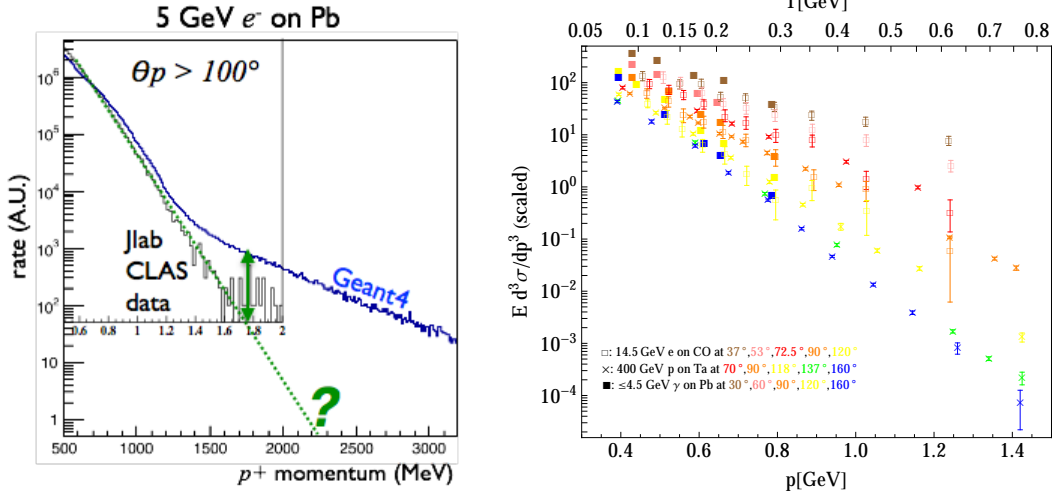 5 GeV e⁻ on Pb
Θp > 100°
rate (A.U.)
10⁶
10⁵
10⁴
10³
10²
10
1
Jlab
CLAS
data
Geant4
?
0.6 0.8 1 1.2 1.4 1.6 1.8 2
500 1000 1500 2000 2500 3000
p+ momentum (MeV)
0.05 0.1 0.15 0.2 0.3 0.4 0.5 0.6 0.7 0.8
E d³σ/dp³ (scaled)
10²
10¹
10⁰
10⁻¹
10⁻²
10⁻³
10⁻⁴
□: 14.5 GeV e on CO at 37°,53°,72.5°,90°,120°
×: 400 GeV p on Ta at 70°,90°,118°,137°,160°
■: ≤4.5 GeV γ on Pb at 30°,60°,90°,120°,160°
0.4 0.6 0.8 1.0 1.2 1.4
p[GeV]